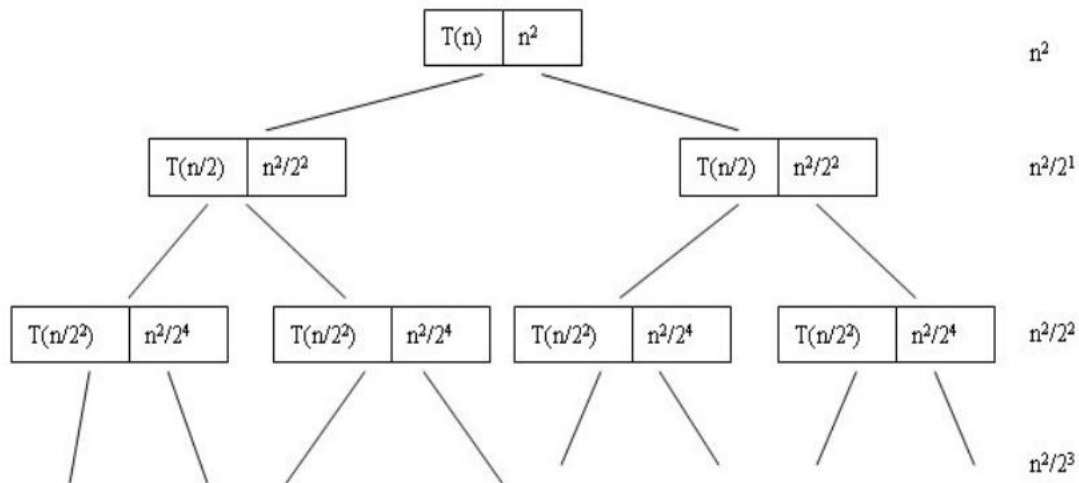 T(n) n² n²
T(n/2) n²/2² T(n/2) n²/2² n²/2¹
T(n/2²) n²/2⁴ T(n/2²) n²/2⁴ T(n/2²) n²/2⁴ T(n/2²) n²/2⁴ n²/2²
n²/2³